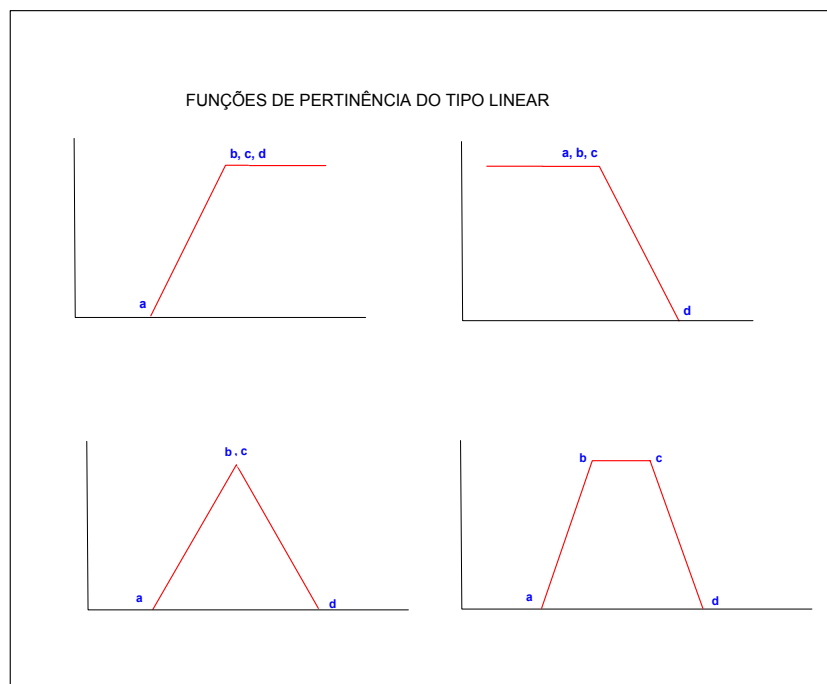 FUNÇÕES DE PERTINÊNCIA DO TIPO LINEAR
b, c, d
a
a, b, c
d
b, c
a
d
b
c
a
d